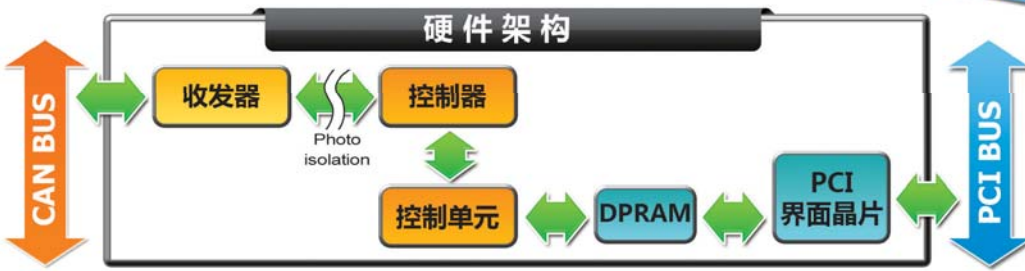 硬件架构
CAN BUS
收发器
Photo
isolation
控制器
控制单元
DPRAM
PCI
界面晶片
PCI BUS